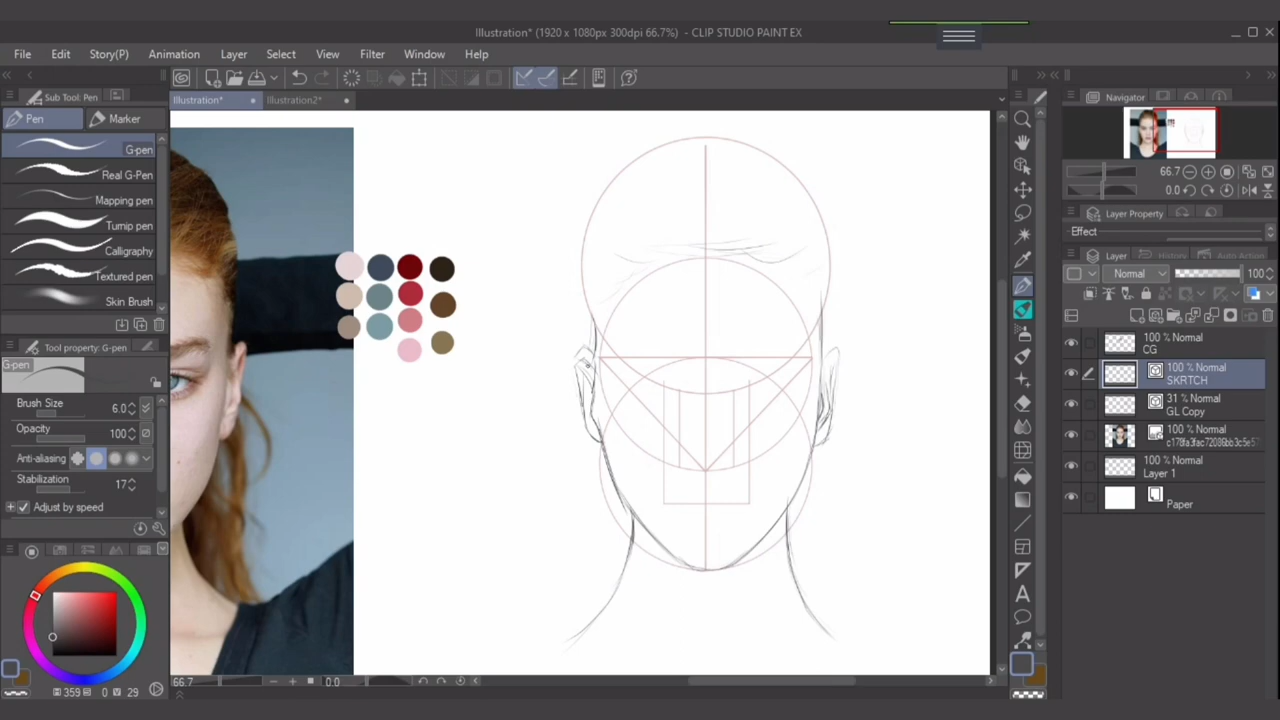 Illustration* (1920 x 1080px 300dpi 66.7%) - CLIP STUDIO PAINT EX
File Edit Story(P) Animation Layer Select View Filter Window Help
Sub Tool: Pen
Illustration* Illustration2*
Navigator
Pen Marker
G-pen
Real G-Pen
Mapping pen
Turnip pen
Calligraphy
Textured pen
Skin Brush
66.7
0.0
Layer Property
Effect
Layer History Auto Action
Normal 100
Tool property: G-pen
G-pen
Brush Size 6.0
Opacity 100
Anti-aliasing
Stabilization 17
Adjust by speed
100 % Normal
CG
100 % Normal
SKRTCH
31 % Normal
GL Copy
100 % Normal
100 % Normal
Layer 1
Paper
A
66.7 0.0
359 0 V 29